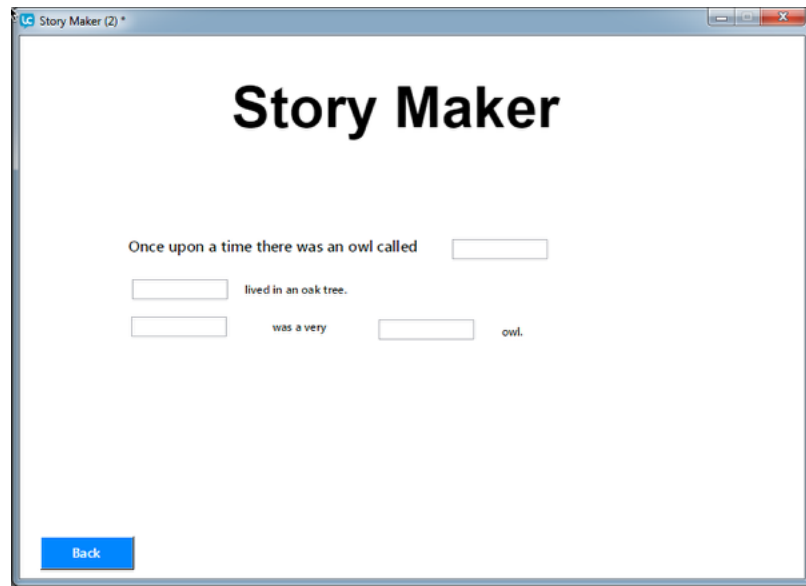 Story Maker (2) *
Story Maker
Once upon a time there was an owl called
lived in an oak tree.
was a very owl.
Back